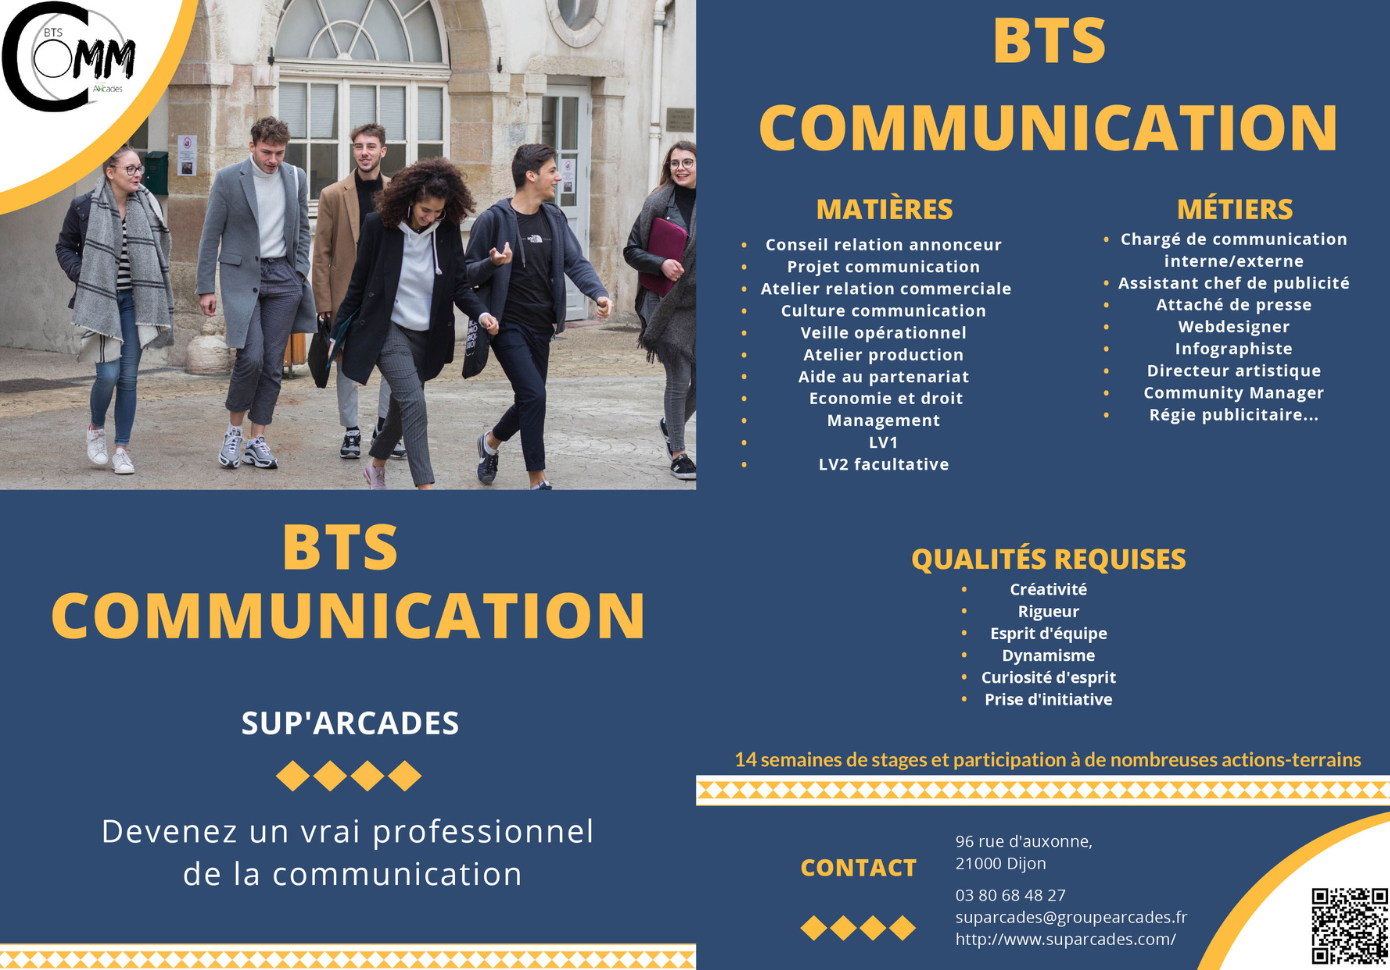 BTS
COMM
Arcades
BTS
COMMUNICATION
SUP'ARCADES
Devenez un vrai professionnel
de la communication
BTS
COMMUNICATION
MATIÈRES
• Conseil relation annonceur
• Projet communication
• Atelier relation commerciale
• Culture communication
• Veille opérationnel
• Atelier production
• Aide au partenariat
• Economie et droit
• Management
• LV1
• LV2 facultative
MÉTIERS
• Chargé de communication
interne/externe
• Assistant chef de publicité
• Attaché de presse
• Webdesigner
• Infographiste
• Directeur artistique
• Community Manager
• Régie publicitaire...
QUALITÉS REQUISES
• Créativité
• Rigueur
• Esprit d'équipe
• Dynamisme
• Curiosité d'esprit
• Prise d'initiative
14 semaines de stages et participation à de nombreuses actions-terrains
CONTACT
96 rue d'auxonne,
21000 Dijon
03 80 68 48 27
suparcades@groupearcades.fr
http://www.suparcades.com/